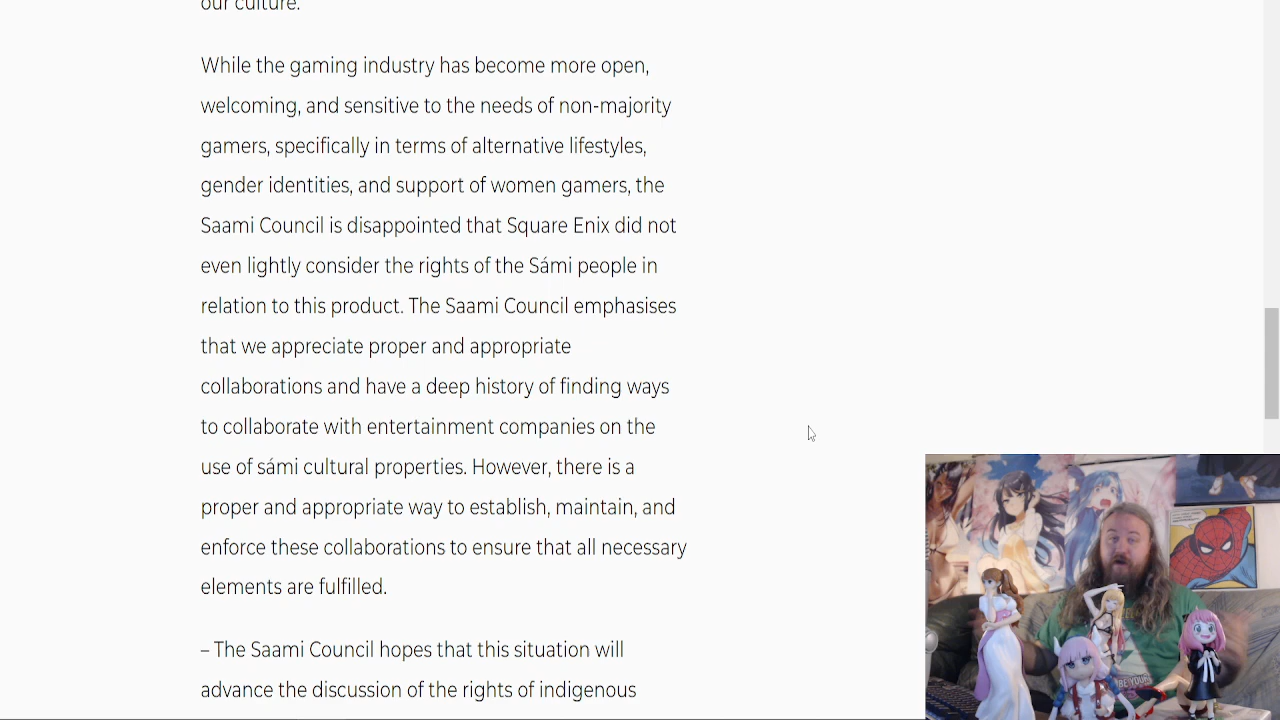 our culture.
While the gaming industry has become more open,
welcoming, and sensitive to the needs of non-majority
gamers, specifically in terms of alternative lifestyles,
gender identities, and support of women gamers, the
Saami Council is disappointed that Square Enix did not
even lightly consider the rights of the Sámi people in
relation to this product. The Saami Council emphasises
that we appreciate proper and appropriate
collaborations and have a deep history of finding ways
to collaborate with entertainment companies on the
use of sámi cultural properties. However, there is a
proper and appropriate way to establish, maintain, and
enforce these collaborations to ensure that all necessary
elements are fulfilled.
– The Saami Council hopes that this situation will
advance the discussion of the rights of indigenous